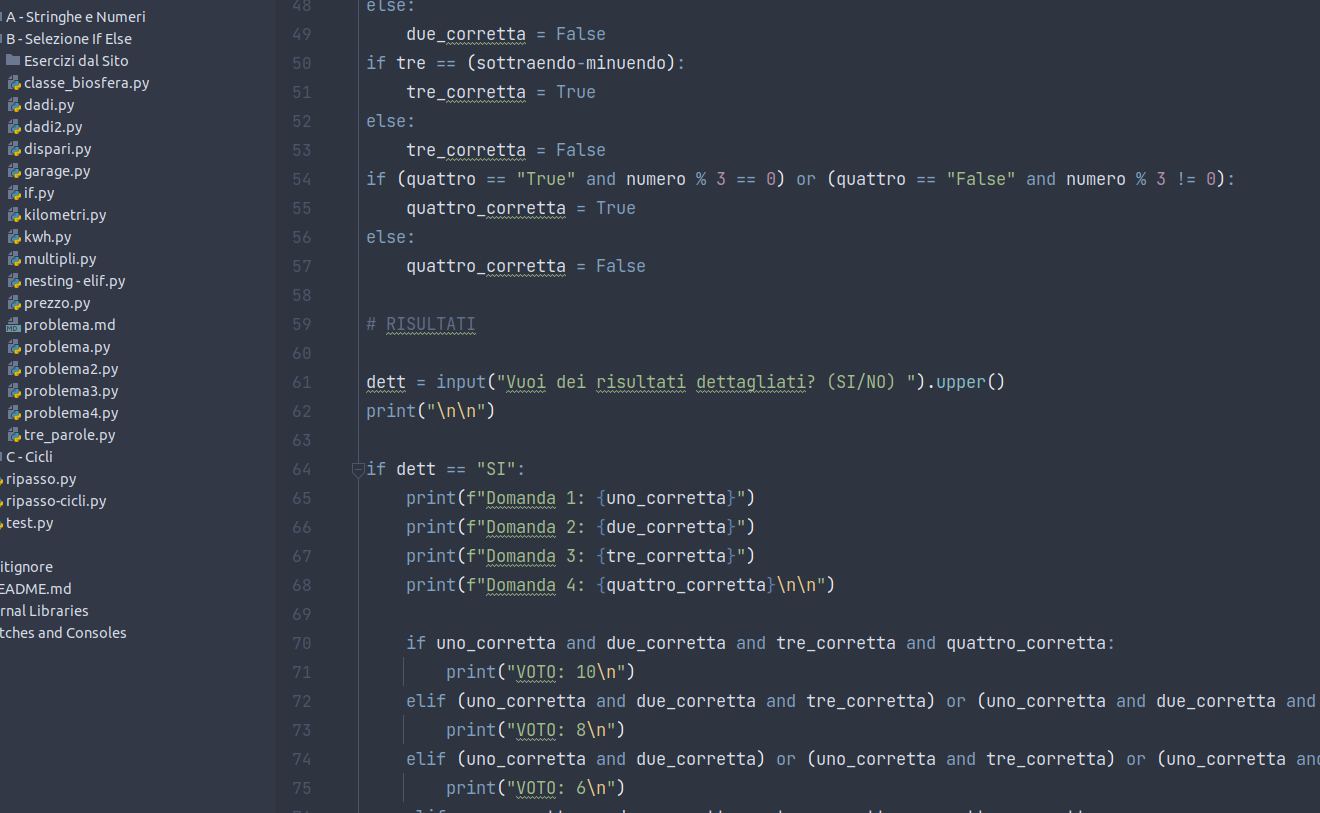 A - Stringhe e Numeri
B - Selezione If Else
Esercizi dal Sito
classe_biosfera.py
dadi.py
dadi2.py
dispari.py
garage.py
if.py
kilometri.py
kwh.py
multipli.py
nesting - elif.py
prezzo.py
problema.md
problema.py
problema2.py
problema3.py
problema4.py
tre_parole.py
C - Cicli
ripasso.py
ripasso-cicli.py
test.py
itignore
EADME.md
rnal Libraries
tches and Consoles
48 else:
49 due_corretta = False
50 if tre == (sottraendo-minuendo):
51 tre_corretta = True
52 else:
53 tre_corretta = False
54 if (quattro == "True" and numero % 3 == 0) or (quattro == "False" and numero % 3 != 0):
55 quattro_corretta = True
56 else:
57 quattro_corretta = False
58
59 # RISULTATI
60
61 dett = input("Vuoi dei risultati dettagliati? (SI/NO) ").upper()
62 print("\n\n")
63
64 if dett == "SI":
65 print(f"Domanda 1: {uno_corretta}")
66 print(f"Domanda 2: {due_corretta}")
67 print(f"Domanda 3: {tre_corretta}")
68 print(f"Domanda 4: {quattro_corretta}\n\n")
69
70 if uno_corretta and due_corretta and tre_corretta and quattro_corretta:
71 print("VOTO: 10\n")
72 elif (uno_corretta and due_corretta and tre_corretta) or (uno_corretta and due_corretta and
73 print("VOTO: 8\n")
74 elif (uno_corretta and due_corretta) or (uno_corretta and tre_corretta) or (uno_corretta and
75 print("VOTO: 6\n")